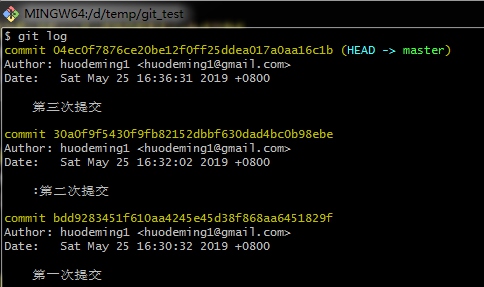 MINGW64:/d/temp/git_test
$ git log
commit 04ec0f7876ce20be12f0ff25ddea017a0aa16c1b (HEAD -> master)
Author: huodeming1 <huodeming1@gmail.com>
Date:   Sat May 25 16:36:31 2019 +0800
第三次提交
commit 30a0f9f5430f9fb82152dbbf630dad4bc0b98ebe
Author: huodeming1 <huodeming1@gmail.com>
Date:   Sat May 25 16:32:02 2019 +0800
:第二次提交
commit bdd9283451f610aa4245e45d38f868aa6451829f
Author: huodeming1 <huodeming1@gmail.com>
Date:   Sat May 25 16:30:32 2019 +0800
第一次提交